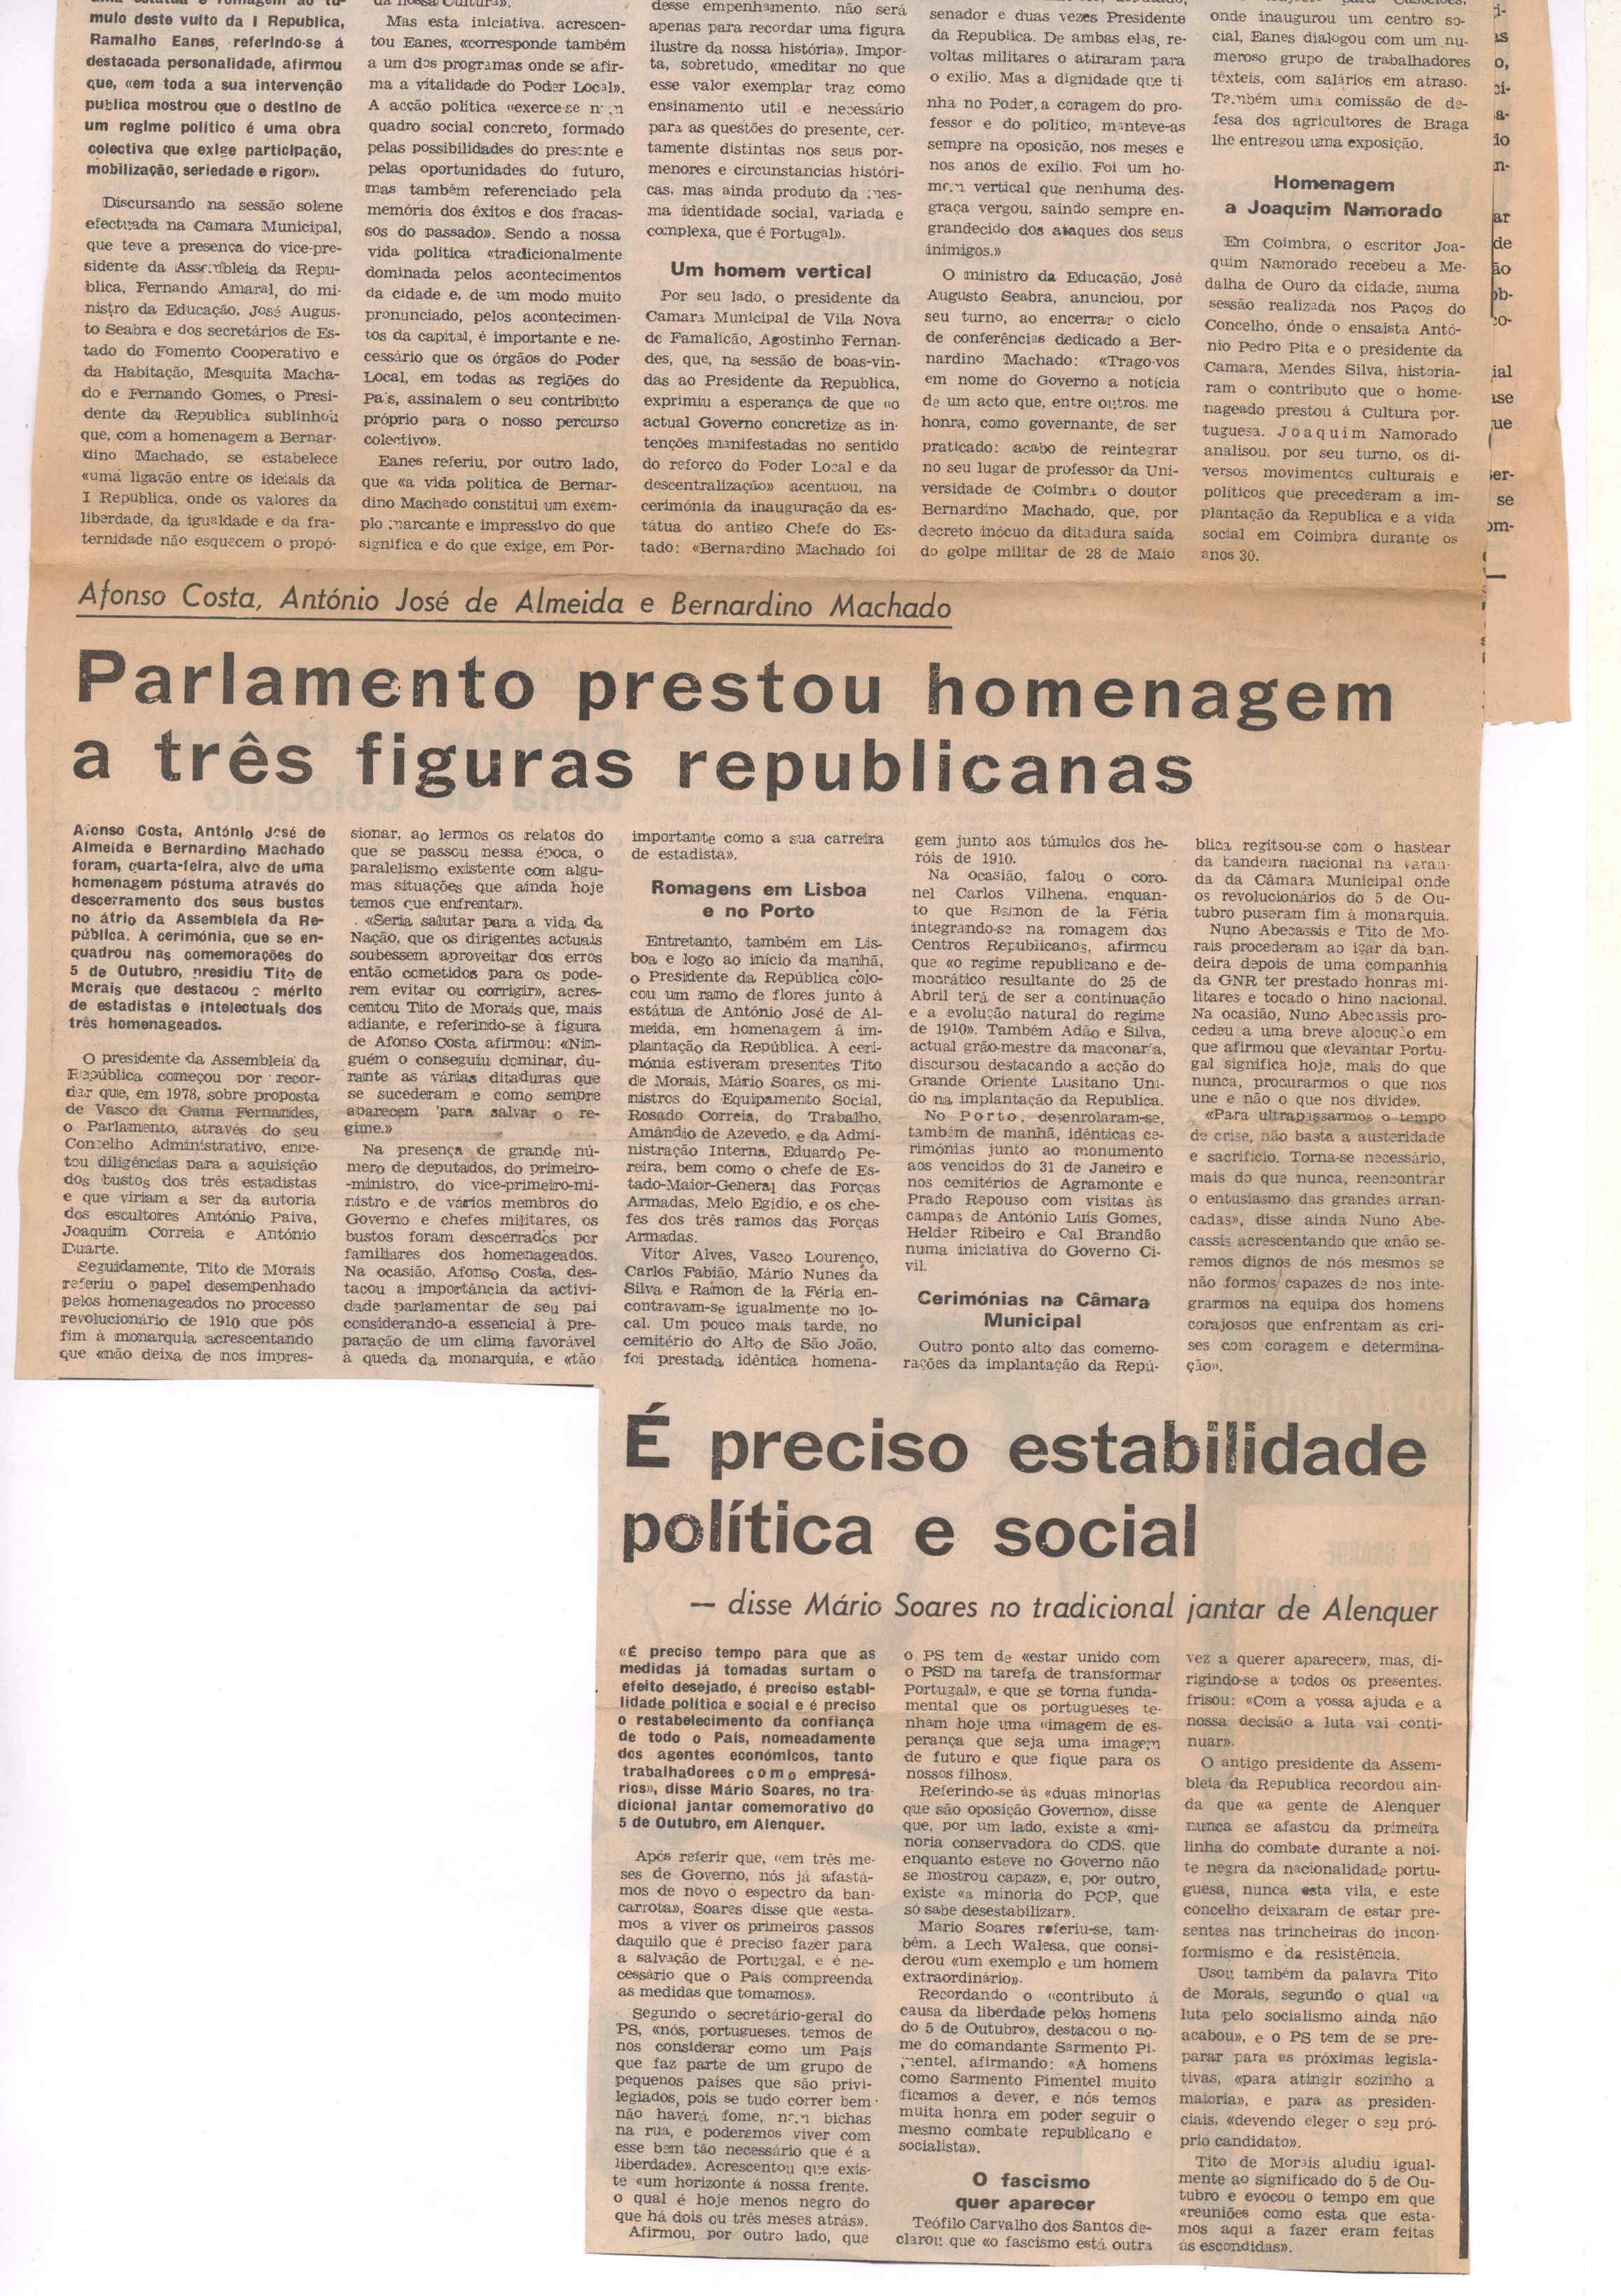 mulo deste vulto da I Republica,
Ramalho Eanes, referindo-se á
destacada personalidade, afirmou
que, «em toda a sua intervenção
publica mostrou que o destino de
um regime político é uma obra
colectiva que exige participação,
mobilização, seriedade e rigor».
Discursando na sessão solene
efectuada na Camara Municipal,
que teve a presença do vice-pre-
sidente da Assembleia da Repu-
blica, Fernando Amaral, do mi-
nistro da Educação, José Augus-
to Seabra e dos secretários de Es-
tado do Fomento Cooperativo e
da Habitação, Mesquita Macha-
do e Fernando Gomes, o Presi-
dente da Republica sublinhou
que, com a homenagem a Bernar-
dino Machado, se estabelece
«uma ligação entre os ideiais da
I Republica, onde os valores da
liberdade, da igualdade e da fra-
ternidade não esquecem o propó-
da nossa Cultura».
Mas esta iniciativa, acrescen-
tou Eanes, «corresponde também
a um dos programas onde se afir-
ma a vitalidade do Poder Local».
A acção política «exerce-se num
quadro social concreto, formado
pelas possibilidades do presente e
pelas oportunidades do futuro,
mas também referenciado pela
memória dos êxitos e dos fracas-
sos do passado». Sendo a nossa
vida política «tradicionalmente
dominada pelos acontecimentos
da cidade e, de um modo muito
pronunciado, pelos acontecimen-
tos da capital, é importante e ne-
cessário que os órgãos do Poder
Local, em todas as regiões do
País, assinalem o seu contributo
próprio para o nosso percurso
colectivo».
Eanes referiu, por outro lado,
que «a vida política de Bernar-
dino Machado constitui um exem-
plo marcante e impressivo do que
significa e do que exige, em Por-
desse empenhamento, não será
apenas para recordar uma figura
ilustre da nossa história». Impor-
ta, sobretudo, «meditar no que
esse valor exemplar traz como
ensinamento util e necessário
para as questões do presente, cer-
tamente distintas nos seus por-
menores e circunstancias históri-
cas, mas ainda produto da mes-
ma identidade social, variada e
complexa, que é Portugal».
Um homem vertical
Por seu lado, o presidente da
Camara Municipal de Vila Nova
de Famalicão, Agostinho Fernan-
des, que, na sessão de boas-vin-
das ao Presidente da Republica,
exprimiu a esperança de que «o
actual Governo concretize as in-
tenções manifestadas no sentido
do reforço do Poder Local e da
descentralização» acentuou, na
cerimónia da inauguração da es-
tátua do antigo Chefe do Es-
tado: «Bernardino Machado foi
senador e duas vezes Presidente
da Republica. De ambas elas, re-
voltas militares o atiraram para
o exílio. Mas a dignidade que ti
nha no Poder, a coragem do pro-
fessor e do político, manteve-as
sempre na oposição, nos meses e
nos anos de exílio. Foi um ho-
mem vertical que nenhuma des-
graça vergou, saindo sempre en-
grandecido dos ataques dos seus
inimigos.»
O ministro da Educação, José
Augusto Seabra, anunciou, por
seu turno, ao encerrar o ciclo
de conferências dedicado a Ber-
nardino Machado: «Trago-vos
em nome do Governo a notícia
de um acto que, entre outros, me
honra, como governante, de ser
praticado: acabo de reintegrar
no seu lugar de professor da Uni-
versidade de Coimbra o doutor
Bernardino Machado, que, por
decreto inócuo da ditadura saída
do golpe militar de 28 de Maio
onde inaugurou um centro so-
cial, Eanes dialogou com um nu-
meroso grupo de trabalhadores
têxteis, com salários em atraso.
Também uma comissão de de-
fesa dos agricultores de Braga
lhe entregou uma exposição.
Homenagem
a Joaquim Namorado
Em Coimbra, o escritor Joa-
quim Namorado recebeu a Me-
dalha de Ouro da cidade, numa
sessão realizada nos Paços do
Concelho, onde o ensaista Antó-
nio Pedro Pita e o presidente da
Camara, Mendes Silva, historia-
ram o contributo que o home-
nageado prestou á Cultura por-
tuguesa. Joaquim Namorado
analisou, por seu turno, os di-
versos movimentos culturais e
políticos que precederam a im-
plantação da Republica e a vida
social em Coimbra durante os
anos 30.
Afonso Costa, António José de Almeida e Bernardino Machado
Parlamento prestou homenagem
a três figuras republicanas
Afonso Costa, António José de
Almeida e Bernardino Machado
foram, quarta-feira, alvo de uma
homenagem póstuma através do
descerramento dos seus bustos
no átrio da Assembleia da Re-
pública. A cerimónia, que se en-
quadrou nas comemorações do
5 de Outubro, presidiu Tito de
Morais que destacou o mérito
de estadistas e intelectuais dos
três homenageados.
O presidente da Assembleia da
República começou por recor-
dar que, em 1978, sobre proposta
de Vasco da Gama Fernandes,
o Parlamento, através do seu
Conselho Administrativo, ence-
tou diligências para a aquisição
dos bustos dos três estadistas
e que viriam a ser da autoria
dos escultores António Paiva,
Joaquim Correia e António
Duarte.
Seguidamente, Tito de Morais
referiu o papel desempenhado
pelos homenageados no processo
revolucionário de 1910 que pôs
fim à monarquia acrescentando
que «não deixa de nos impres-
sionar, ao lermos os relatos do
que se passou nessa época, o
paralelismo existente com algu-
mas situações que ainda hoje
temos que enfrentar».
«Seria salutar para a vida da
Nação, que os dirigentes actuais
soubessem aproveitar dos erros
então cometidos para os pode-
rem evitar ou corrigir», acres-
centou Tito de Morais que, mais
adiante, e referindo-se à figura
de Afonso Costa afirmou: «Nin-
guém o conseguiu dominar, du-
rante as várias ditaduras que
se sucederam e como sempre
aparecem 'para salvar o re-
gime.»
Na presença de grande nú-
mero de deputados, do primeiro-
-ministro, do vice-primeiro-mi-
nistro e de vários membros do
Governo e chefes militares, os
bustos foram descerrados por
familiares dos homenageados.
Na ocasião, Afonso Costa, des-
tacou a importância da activi-
dade parlamentar de seu pai
considerando-a essencial à pre-
paração de um clima favorável
à queda da monarquia, e «tão
importante como a sua carreira
de estadista».
Romagens em Lisboa
e no Porto
Entretanto, também em Lis-
boa e logo ao início da manhã,
o Presidente da República colo-
cou um ramo de flores junto à
estátua de António José de Al-
meida, em homenagem á im-
plantação da República. A ceri-
mónia estiveram presentes Tito
de Morais, Mário Soares, os mi-
nistros do Equipamento Social,
Rosado Correia, do Trabalho,
Amândio de Azevedo, e da Admi-
nistração Interna, Eduardo Pe-
reira, bem como o chefe de Es-
tado-Maior-General das Forças
Armadas, Melo Egídio, e os che-
fes dos três ramos das Forças
Armadas.
Vítor Alves, Vasco Lourenço,
Carlos Fabião, Mário Nunes da
Silva e Ramon de la Féria en-
contravam-se igualmente no lo-
cal. Um pouco mais tarde, no
cemitério do Alto de São João,
foi prestada idêntica homena-
gem junto aos túmulos dos he-
róis de 1910.
Na ocasião, falou o coro-
nel Carlos Vilhena, enquan-
to que Ramon de la Féria
integrando-se na romagem dos
Centros Republicanos, afirmou
que «o regime republicano e de-
mocrático resultante do 25 de
Abril terá de ser a continuação
e a evolução natural do regime
de 1910». Também Adão e Silva,
actual grão-mestre da maconaria,
discursou destacando a acção do
Grande Oriente Lusitano Uni-
do na implantação da Republica.
No Porto, desenrolaram-se,
também de manhã, idênticas ce-
rimónias junto ao monumento
aos vencidos do 31 de Janeiro e
nos cemitérios de Agramonte e
Prado Repouso com visitas às
campas de António Luis Gomes,
Helder Ribeiro e Cal Brandão
numa iniciativa do Governo Ci-
vil.
Cerimónias na Câmara
Municipal
Outro ponto alto das comemo-
rações da implantação da Repú-
blica regitsou-se com o hastear
da bandeira nacional na varan-
da da Câmara Municipal onde
os revolucionários do 5 de Ou-
tubro puseram fim à monarquia.
Nuno Abecassis e Tito de Mo-
rais procederam ao içar da ban-
deira depois de uma companhia
da GNR ter prestado honras mi-
litares e tocado o hino nacional.
Na ocasião, Nuno Abecassis pro-
cedeu a uma breve alocução em
que afirmou que «levantar Portu-
gal significa hoje, mais do que
nunca, procurarmos o que nos
une e não o que nos divide».
«Para ultrapassarmos o tempo
de crise, não basta a austeridade
e sacrifício. Torna-se necessário,
mais do que nunca, reencontrar
o entusiasmo das grandes arran-
cadas», disse ainda Nuno Abe-
cassis acrescentando que «não se-
remos dignos de nós mesmos se
não formos capazes de nos inte-
grarmos na equipa dos homens
corajosos que enfrentam as cri-
ses com coragem e determina-
ção».
É preciso estabilidade
política e social
— disse Mário Soares no tradicional jantar de Alenquer
«É preciso tempo para que as
medidas já tomadas surtam o
efeito desejado, é preciso estabi-
lidade política e social e é preciso
o restabelecimento da confiança
de todo o País, nomeadamente
dos agentes económicos, tanto
trabalhadorees como empresá-
rios», disse Mário Soares, no tra-
dicional jantar comemorativo do
5 de Outubro, em Alenquer.
Após referir que, «em três me-
ses de Governo, nós já afastá-
mos de novo o espectro da ban-
carrota», Soares disse que «esta-
mos a viver os primeiros passos
daquilo que é preciso fazer para
a salvação de Portugal, e é ne-
cessário que o País compreenda
as medidas que tomamos».
Segundo o secretário-geral do
PS, «nós, portugueses, temos de
nos considerar como um País
que faz parte de um grupo de
pequenos paises que são privi-
legiados, pois se tudo correr bem
não haverá fome, nem bichas
na rua, e poderemos viver com
esse bem tão necessário que é a
liberdade». Acrescentou que exis-
te «um horizonte á nossa frente,
o qual é hoje menos negro do
que há dois ou três meses atrás».
Afirmou, por outro lado, que
o PS tem de «estar unido com
o PSD na tarefa de transformar
Portugal», e que se torna funda-
mental que os portugueses te-
nham hoje uma «imagem de es-
perança que seja uma imagem
de futuro e que fique para os
nossos filhos».
Referindo-se ás «duas minorias
que são oposição Governo», disse
que, por um lado, existe a «mi-
noria conservadora do CDS, que
enquanto esteve no Governo não
se mostrou capaz», e, por outro,
existe «a minoria do PCP, que
só sabe desestabilizar».
Mário Soares referiu-se, tam-
bém, a Lech Walesa, que consi-
derou «um exemplo e um homem
extraordinário».
Recordando o «contributo á
causa da liberdade pelos homens
do 5 de Outubro», destacou o no-
me do comandante Sarmento Pi-
mentel, afirmando: «A homens
como Sarmento Pimentel muito
ficamos a dever, e nós temos
muita honra em poder seguir o
mesmo combate republicano e
socialista».
O fascismo
quer aparecer
Teófilo Carvalho dos Santos de-
clarou que «o fascismo está outra
vez a querer aparecer», mas, di-
rigindo-se a todos os presentes,
frisou: «Com a vossa ajuda e a
nossa decisão a luta vai conti-
nuar».
O antigo presidente da Assem-
bleia da Republica recordou ain-
da que «a gente de Alenquer
nunca se afastou da primeira
linha do combate durante a noi-
te negra da nacionalidade portu-
guesa, nunca esta vila, e este
concelho deixaram de estar pre-
sentes nas trincheiras do incon-
formismo e da resistência.
Usou também da palavra Tito
de Morais, segundo o qual «a
luta pelo socialismo ainda não
acabou», e o PS tem de se pre-
parar para as próximas legisla-
tivas, «para atingir sozinho a
maioria», e para as presiden-
ciais, «devendo eleger o seu pró-
prio candidato».
Tito de Morais aludiu igual-
mente ao significado do 5 de Ou-
tubro e evocou o tempo em que
«reuniões como esta que esta-
mos aqui a fazer eram feitas
ás escondidas».